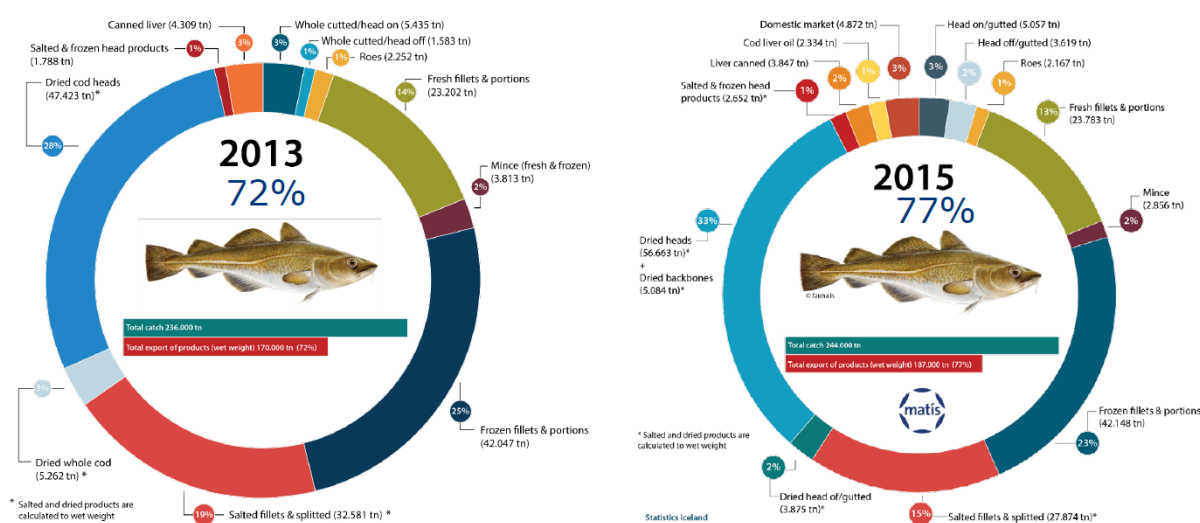 Canned liver (4.309 tn)
3%
3%
Whole cutted/head on (5.435 tn)
1%
Whole cutted/head off (1.583 tn)
1%
Roes (2.252 tn)
Salted & frozen head products
(1.788 tn)
1%
Dried cod heads
(47.423 tn)*
28%
14%
Fresh fillets & portions
(23.202 tn)
2013
72%
Mince (fresh & frozen)
(3.813 tn)
2%
Total catch 236.000 tn
Total export of products (wet weight) 170.000 tn (72%)
3%
Dried whole cod
(5.262 tn) *
25%
Frozen fillets & portions
(42.047 tn)
19%
Salted fillets & splitted (32.581 tn) *
* Salted and dried products are
calculated to wet weight
Domestic market (4.872 tn)
3%
3%
Head on/gutted (5.057 tn)
Cod liver oil (2.334 tn)
1%
2%
Head off/gutted (3.619 tn)
Liver canned (3.847 tn)
2%
1%
Roes (2.167 tn)
Salted & frozen head
products (2.652 tn)*
1%
13%
Fresh fillets & portions
(23.783 tn)
2015
77%
Mince
(2.856 tn)
2%
33%
Dried heads
(56.663 tn)*
+
Dried backbones
(5.084 tn)*
© fauna.is
Total catch 244.000 tn
Total export of products (wet weight) 187.000 tn (77%)
matís
Frozen fillets & portions
(42.148 tn)
23%
* Salted and dried products are
calculated to wet weight
2%
Dried head of/gutted
(3.875 tn)*
15%
Salted fillets & splitted (27.874 tn)*
Statistics Iceland